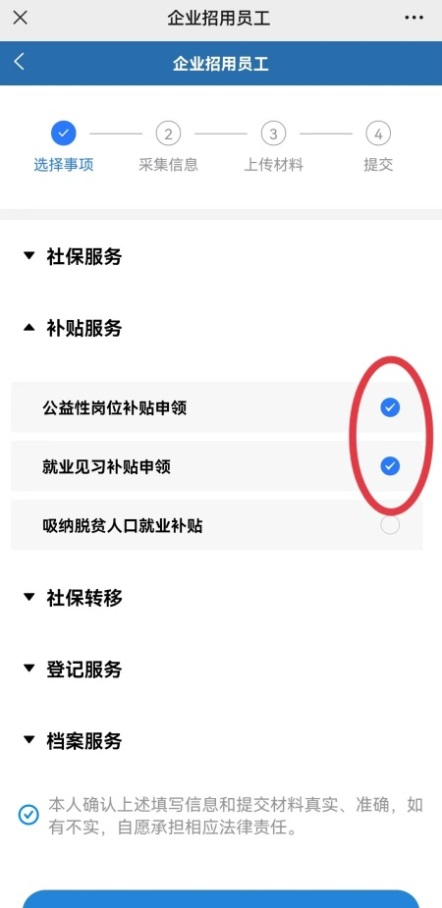 企业招用员工
企业招用员工
2
3
4
选择事项
采集信息
上传材料
提交
社保服务
补贴服务
公益性岗位补贴申领
就业见习补贴申领
吸纳脱贫人口就业补贴
社保转移
登记服务
档案服务
本人确认上述填写信息和提交材料真实、准确，如
有不实，自愿承担相应法律责任。